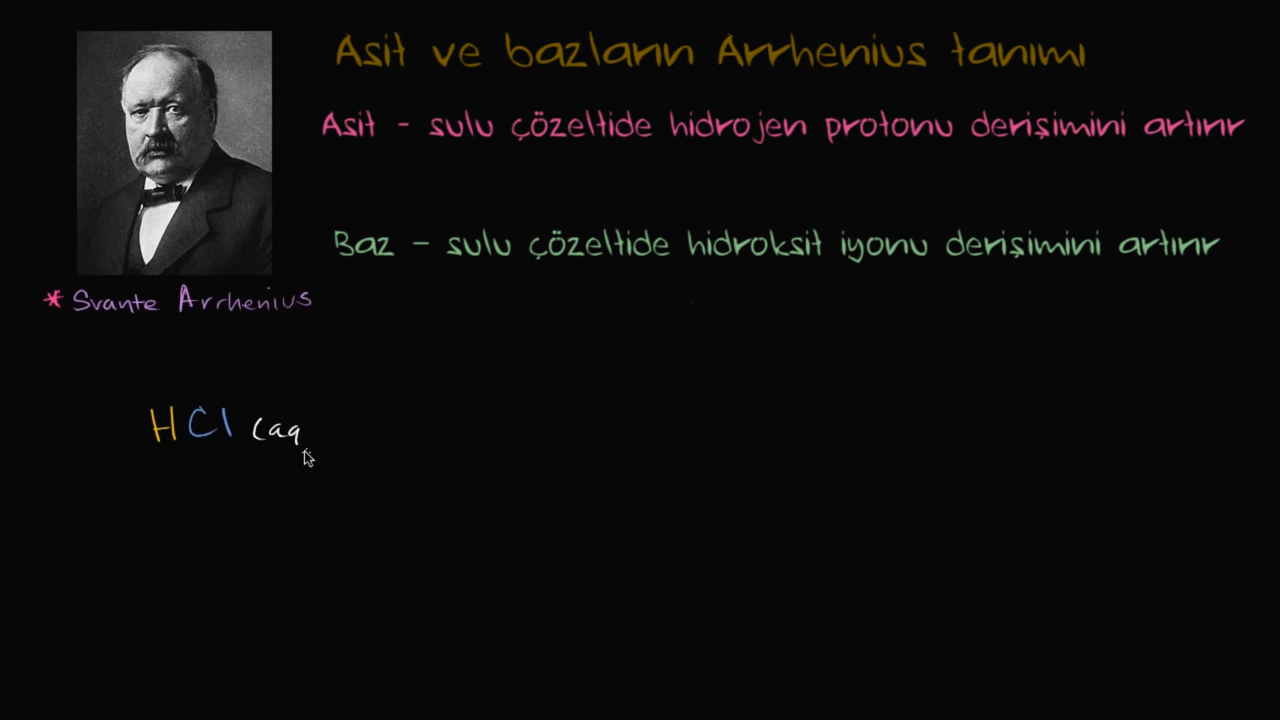 Asit ve bazların Arrhenius tanımı
Asit - sulu çözeltide hidrojen protonu derişimini artırır
Baz - sulu çözeltide hidroksit iyonu derişimini artırır
* Svante Arrhenius
HCl (aq